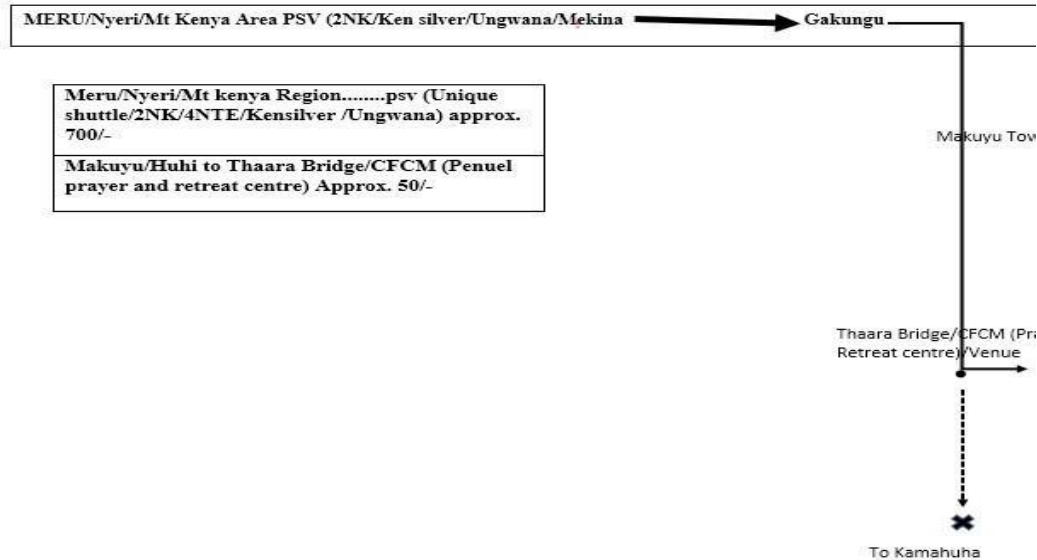 MERU/Nyeri/Mt Kenya Area PSV (2NK/Ken silver/Ungwana/Mekina
Gakungu
Meru/Nyeri/Mt kenya Region........psv (Unique
shuttle/2NK/4NTE/Kensilver /Ungwana) approx.
700/-
Makuyu/Huhi to Thaara Bridge/CFCM (Penuel
prayer and retreat centre) Approx. 50/-
Makuyu
Thaara Bridge/CFCM
Retreat centre)/Venue
To Kamahuha